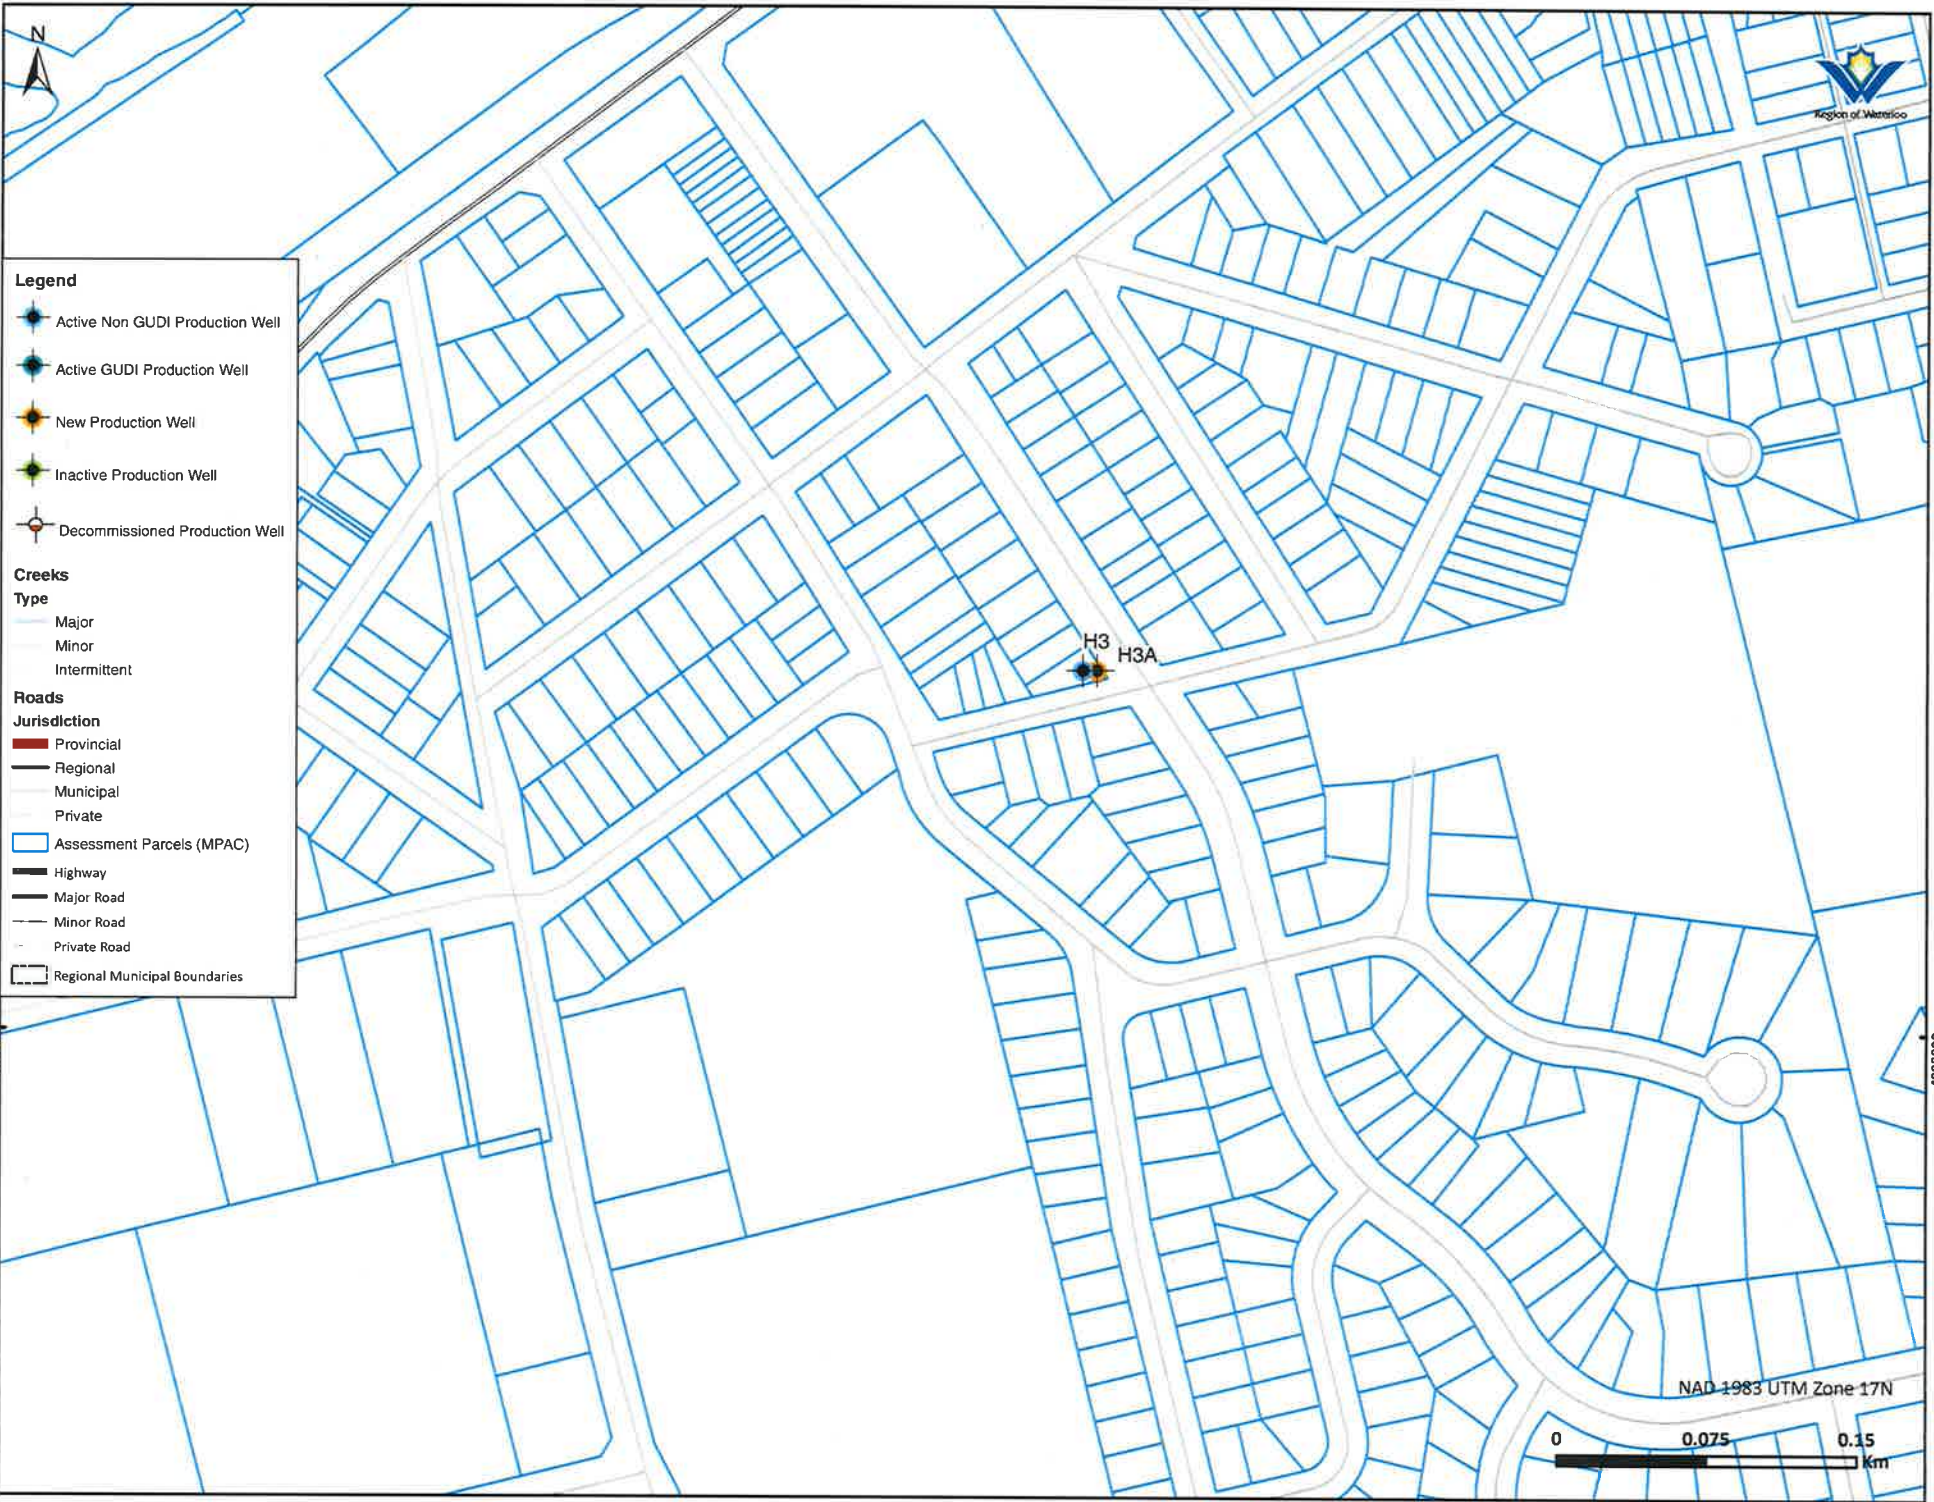 N
Region of Waterloo
Legend
Active Non GUDI Production Well
Active GUDI Production Well
New Production Well
Inactive Production Well
Decommissioned Production Well
Creeks
Type
Major
Minor
Intermittent
Roads
Jurisdiction
Provincial
Regional
Municipal
Private
Assessment Parcels (MPAC)
Highway
Major Road
Minor Road
Private Road
Regional Municipal Boundaries
H3
H3A
NAD 1983 UTM Zone 17N
0 0.075 0.15
Km